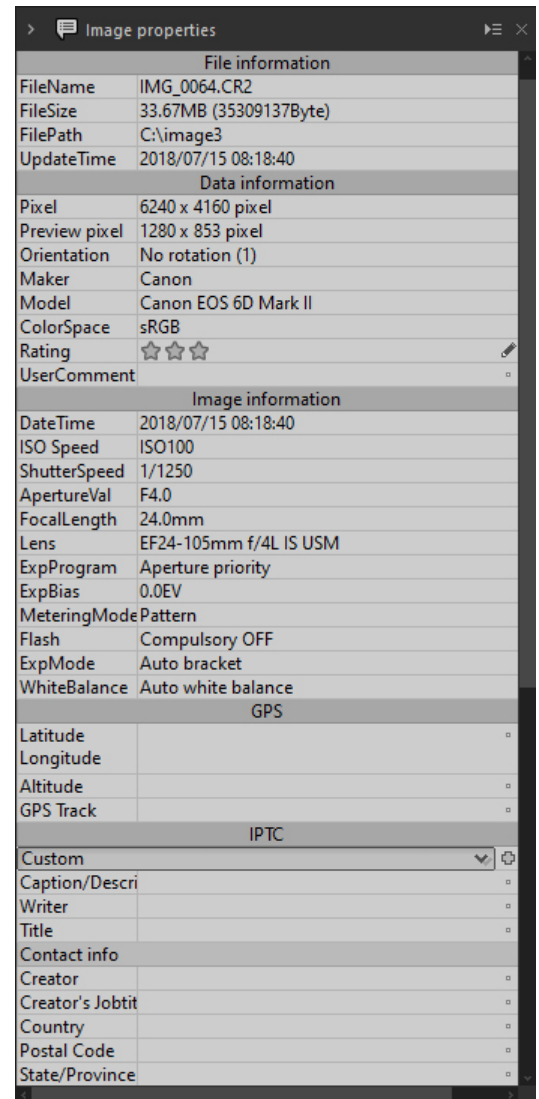 Image properties
File information
FileName IMG_0064.CR2
FileSize 33.67MB (35309137Byte)
FilePath C:\image3
UpdateTime 2018/07/15 08:18:40
Data information
Pixel 6240 x 4160 pixel
Preview pixel 1280 x 853 pixel
Orientation No rotation (1)
Maker Canon
Model Canon EOS 6D Mark II
ColorSpace sRGB
Rating
UserComment
Image information
DateTime 2018/07/15 08:18:40
ISO Speed ISO100
ShutterSpeed 1/1250
ApertureVal F4.0
FocalLength 24.0mm
Lens EF24-105mm f/4L IS USM
ExpProgram Aperture priority
ExpBias 0.0EV
MeteringMode Pattern
Flash Compulsory OFF
ExpMode Auto bracket
WhiteBalance Auto white balance
GPS
Latitude
Longitude
Altitude
GPS Track
IPTC
Custom
Caption/Descri
Writer
Title
Contact info
Creator
Creator's Jobtit
Country
Postal Code
State/Province